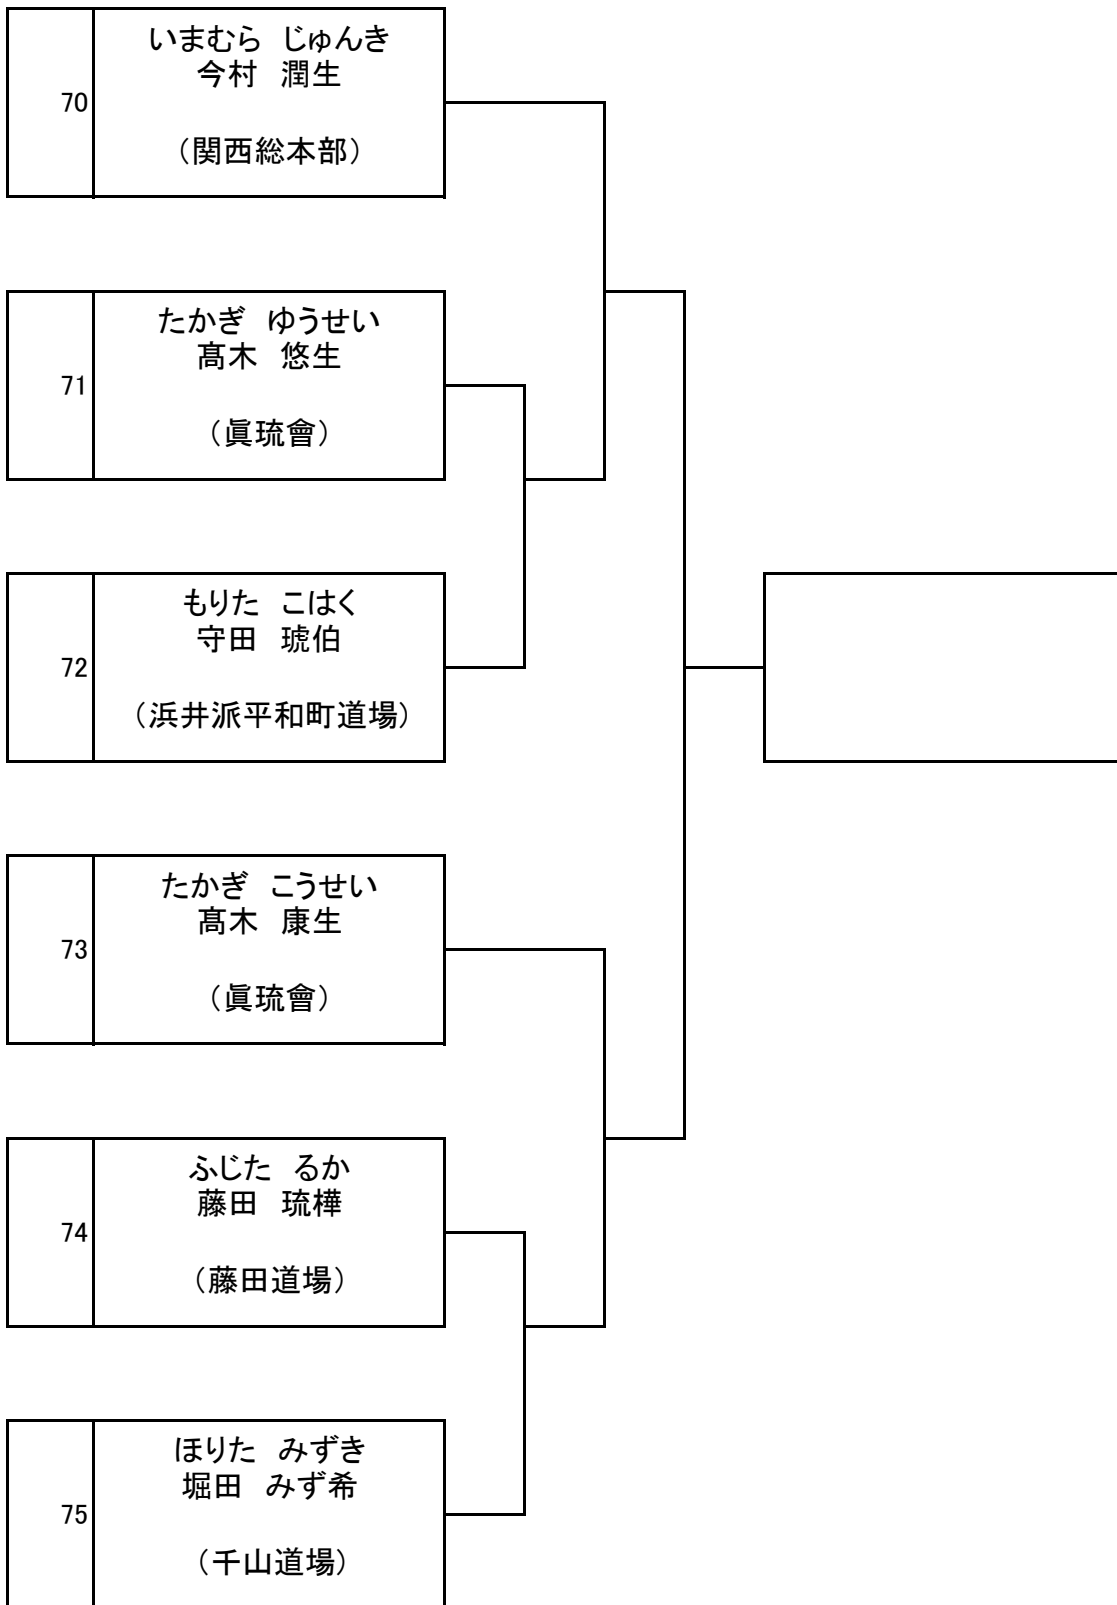 いまむら　じゅんき
今村　潤生
70
（関西総本部）
たかぎ　ゆうせい
髙木　悠生
71
（眞琉會）
もりた　こはく
守田　琥伯
72
（浜井派平和町道場）
たかぎ　こうせい
髙木　康生
73
（眞琉會）
ふじた　るか
藤田　琉樺
74
（藤田道場）
ほりた　みずき
堀田　みず希
75
（千山道場）